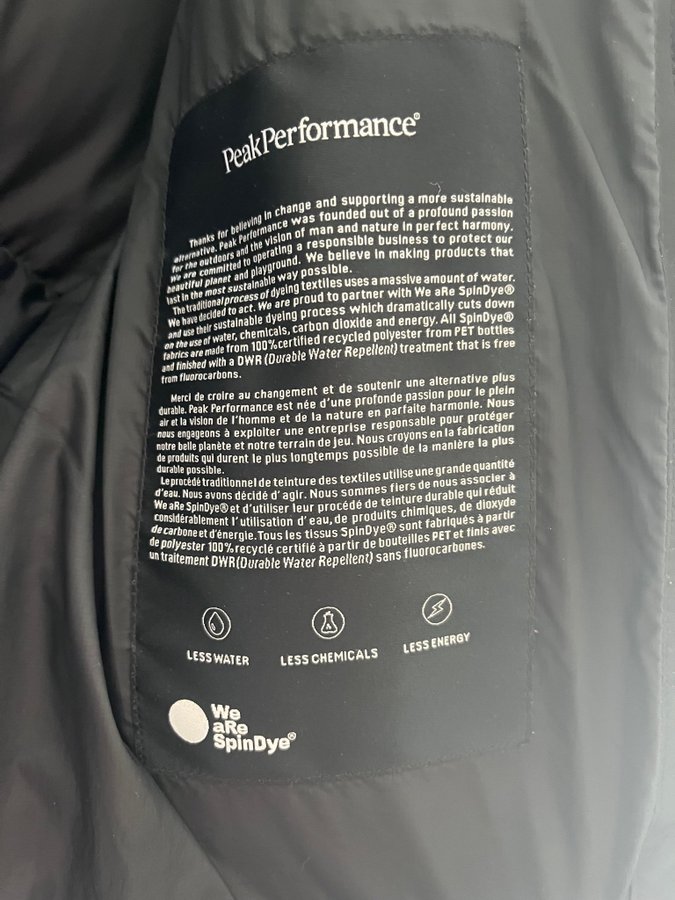 PeakPerformance®
Thanks for believing in change and supporting a more sustainable
alternative. Peak Performance was founded out of a profound passion
for the outdoors and the vision of man and nature in perfect harmony.
We are committed to operating a responsible business to protect our
beautiful planet and playground. We believe in making products that
last in the most sustainable way possible.
The traditional process of dyeing textiles uses a massive amount of water.
We have decided to act. We are proud to partner with We aRe SpinDye®
and use their sustainable dyeing process which dramatically cuts down
on the use of water, chemicals, carbon dioxide and energy. All SpinDye®
fabrics are made from 100% certified recycled polyester from PET bottles
and finished with a DWR (Durable Water Repellent) treatment that is free
from fluorocarbons.
Merci de croire au changement et de soutenir une alternative plus
durable. Peak Performance est née d'une profonde passion pour le plein
air et la vision de l'homme et de la nature en parfaite harmonie. Nous
nous engageons à exploiter une entreprise responsable pour protéger
notre belle planète et notre terrain de jeu. Nous croyons en la fabrication
de produits qui durent le plus longtemps possible de la manière la plus
durable possible.
Le procédé traditionnel de teinture des textiles utilise une grande quantité
d'eau. Nous avons décidé d'agir. Nous sommes fiers de nous associer à
We aRe SpinDye® et d'utiliser leur procédé de teinture durable qui réduit
considérablement l'utilisation d'eau, de produits chimiques, de dioxyde
de carbone et d'énergie. Tous les tissus SpinDye® sont fabriqués à partir
de polyester 100% recyclé certifié à partir de bouteilles PET et finis avec
un traitement DWR (Durable Water Repellent) sans fluorocarbones.
LESS WATER LESS CHEMICALS LESS ENERGY
We
aRe
SpinDye®